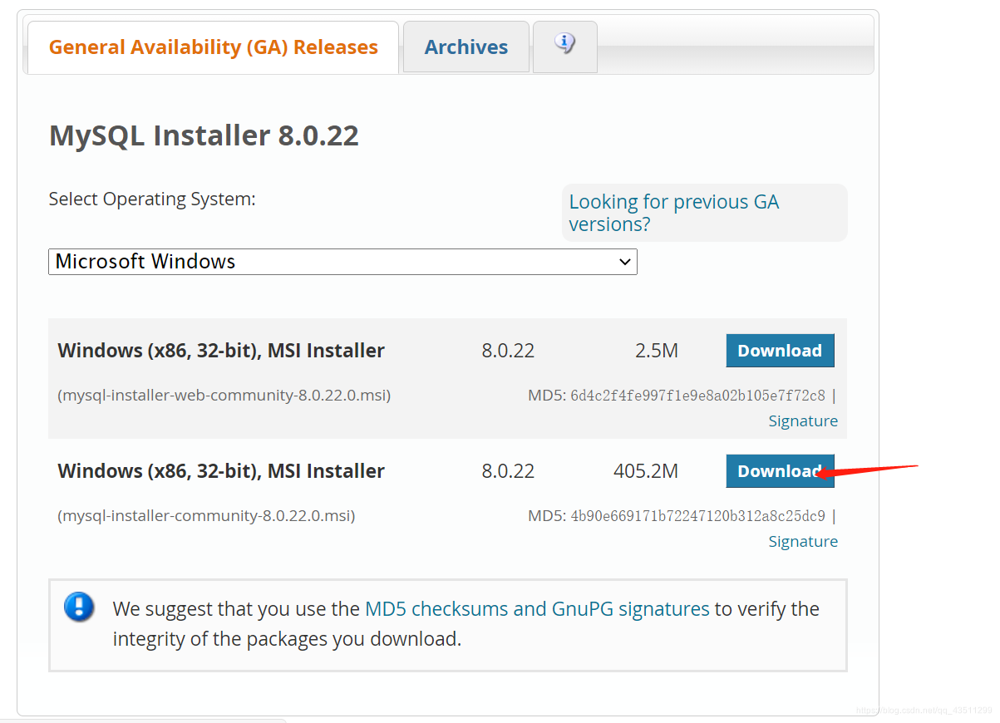 General Availability (GA) Releases
Archives
MySQL Installer 8.0.22
Select Operating System:
Looking for previous GA
versions?
Microsoft Windows
Windows (x86, 32-bit), MSI Installer 8.0.22 2.5M Download
(mysql-installer-web-community-8.0.22.0.msi) MD5: 6d4c2f4fe997f1e9e8a02b105e7f72c8 |
Signature
Windows (x86, 32-bit), MSI Installer 8.0.22 405.2M Download
(mysql-installer-community-8.0.22.0.msi) MD5: 4b90e669171b72247120b312a8c25dc9 |
Signature
We suggest that you use the MD5 checksums and GnuPG signatures to verify the
integrity of the packages you download.
https://blog.csdn.net/qq_43511299